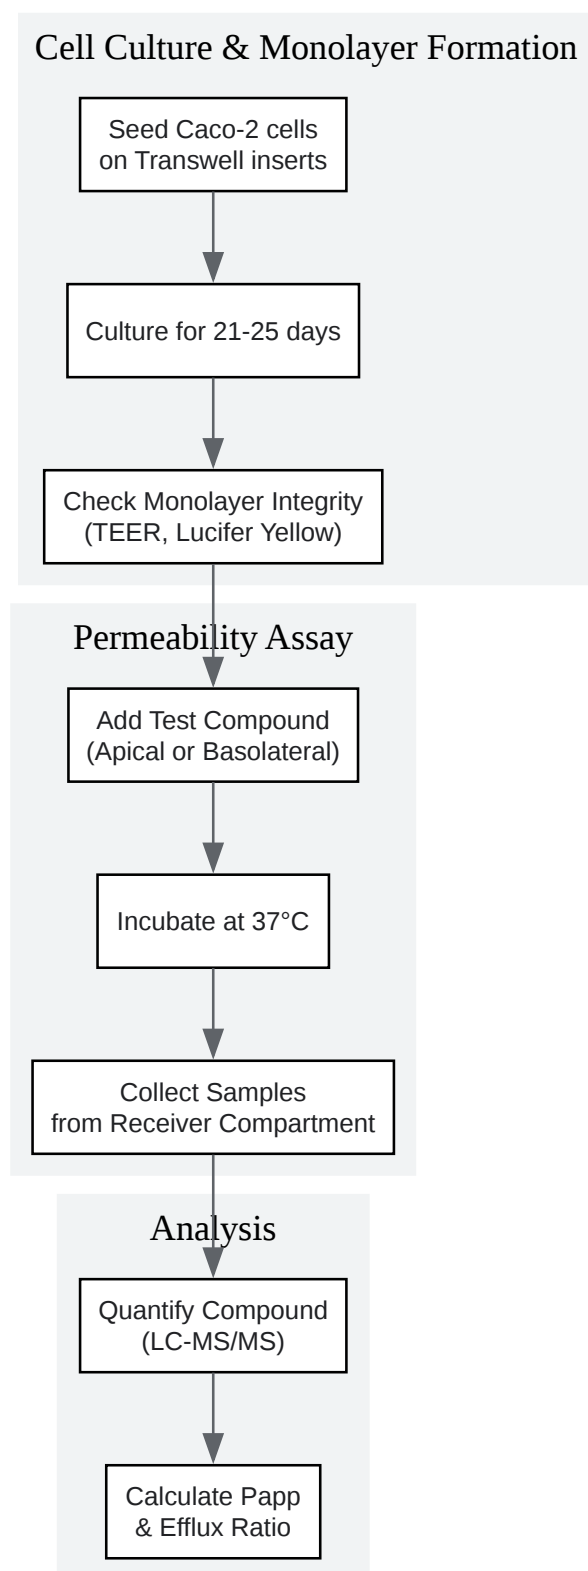 Cell Culture & Monolayer Formation
Seed Caco-2 cells
on Transwell inserts
Culture for 21-25 days
Check Monolayer Integrity
(TEER, Lucifer Yellow)
Permeability Assay
Add Test Compound
(Apical or Basolateral)
Incubate at 37°C
Collect Samples
from Receiver Compartment
Analysis
Quantify Compound
(LC-MS/MS)
Calculate Papp
& Efflux Ratio